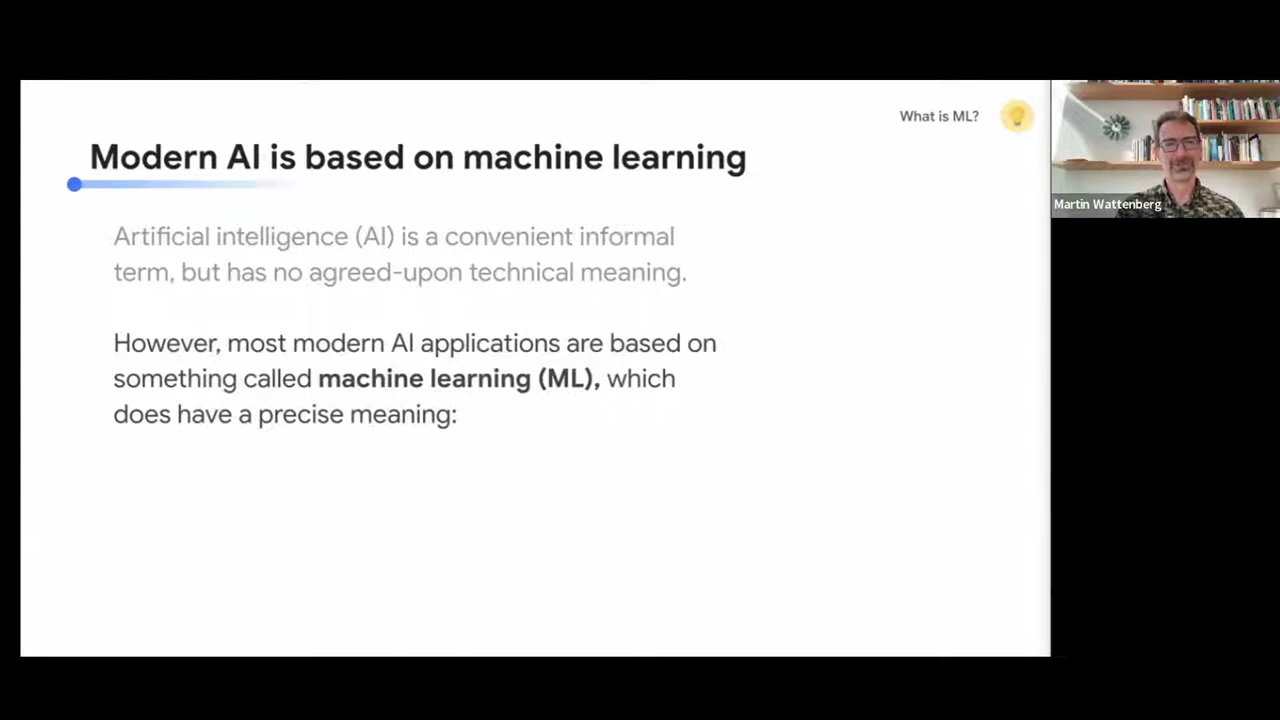 What is ML?
Modern AI is based on machine learning
Artificial intelligence (AI) is a convenient informal
term, but has no agreed-upon technical meaning.
However, most modern AI applications are based on
something called machine learning (ML), which
does have a precise meaning:
Martin Wattenberg